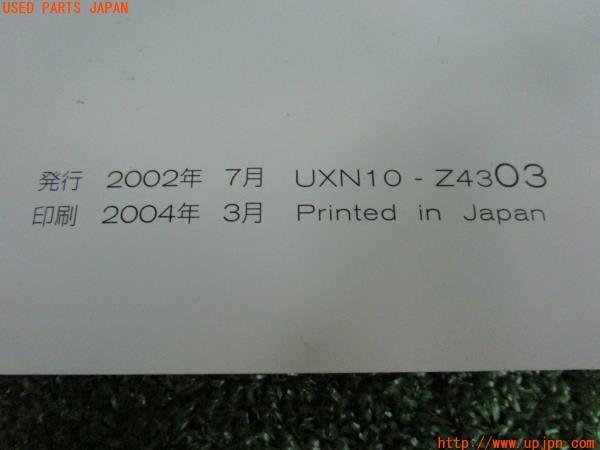 USED PARTS JAPAN
発行 2002年 7月 UXN10 - Z4303
印刷 2004年 3月 Printed in Japan
http://www.upjpn.com